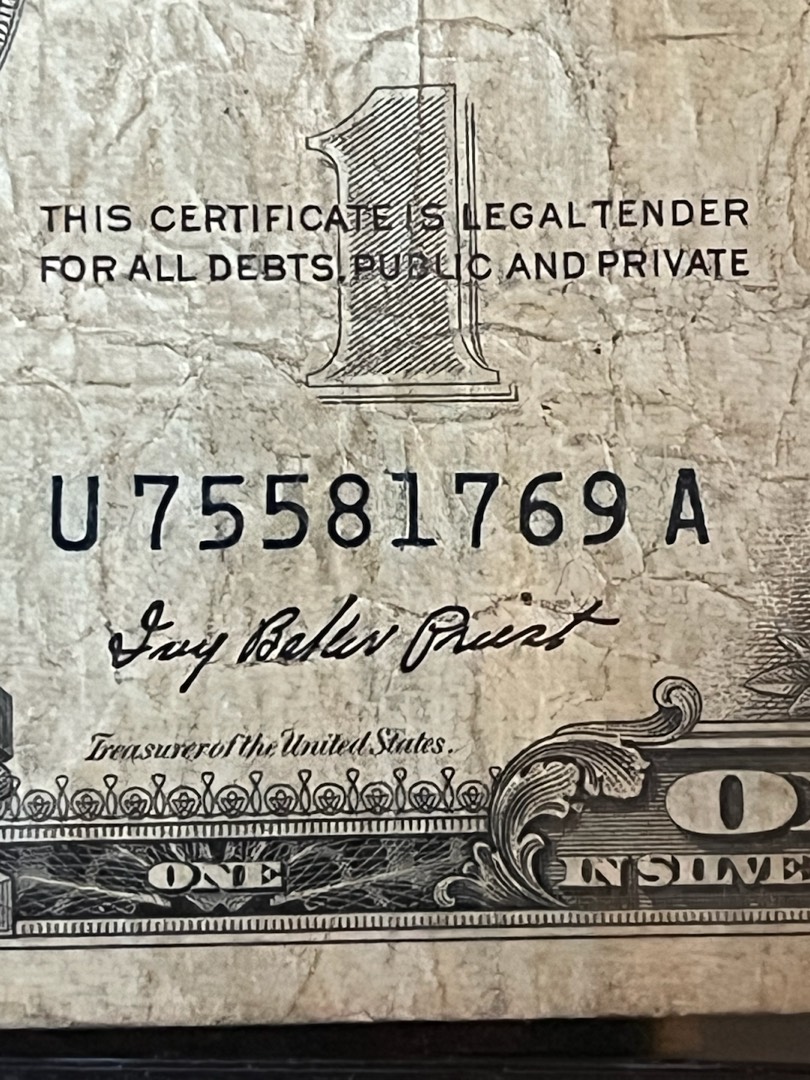 1
THIS CERTIFICATE IS LEGAL TENDER
FOR ALL DEBTS, PUBLIC AND PRIVATE
U 75581769 A
Ivy Baker Priest
Treasurer of the United States.
ONE
IN SILVE